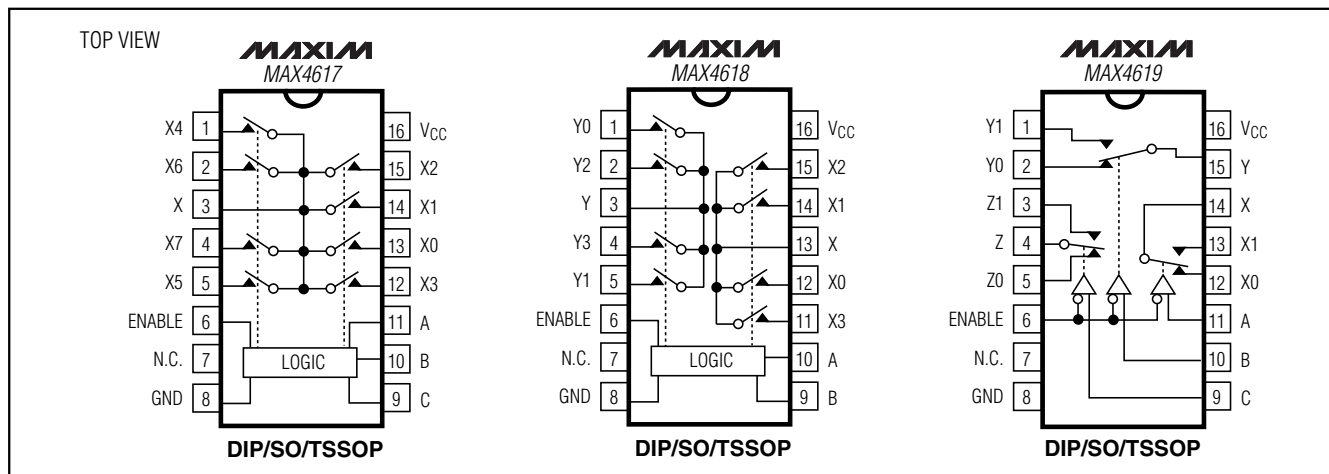 TOP VIEW
MAXIM
MAX4617
X4 1
X6 2
X 3
X7 4
X5 5
ENABLE 6
N.C. 7
GND 8
16 VCC
15 X2
14 X1
13 X0
12 X3
11 A
10 B
9 C
LOGIC
DIP/SO/TSSOP
MAXIM
MAX4618
Y0 1
Y2 2
Y 3
Y3 4
Y1 5
ENABLE 6
N.C. 7
GND 8
16 VCC
15 X2
14 X1
13 X
12 X0
11 X3
10 A
9 B
LOGIC
DIP/SO/TSSOP
MAXIM
MAX4619
Y1 1
Y0 2
Z1 3
Z 4
Z0 5
ENABLE 6
N.C. 7
GND 8
16 VCC
15 Y
14 X
13 X1
12 X0
11 A
10 B
9 C
DIP/SO/TSSOP